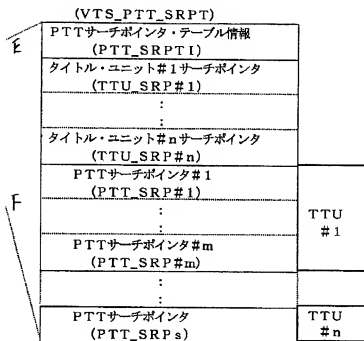 (VTS_PTT_SRPT)
E
PTTサーチポインタ・テーブル情報
(PTT_SRPTI)
タイトル・ユニット#1サーチポインタ
(TTU_SRP#1)
:
:
タイトル・ユニット#nサーチポインタ
(TTU_SRP#n)
PTTサーチポインタ#1
(PTT_SRP#1)
F
:
:
TTU
#1
PTTサーチポインタ#m
(PTT_SRP#m)
:
:
PTTサーチポインタ
(PTT_SRPs)
TTU
#n